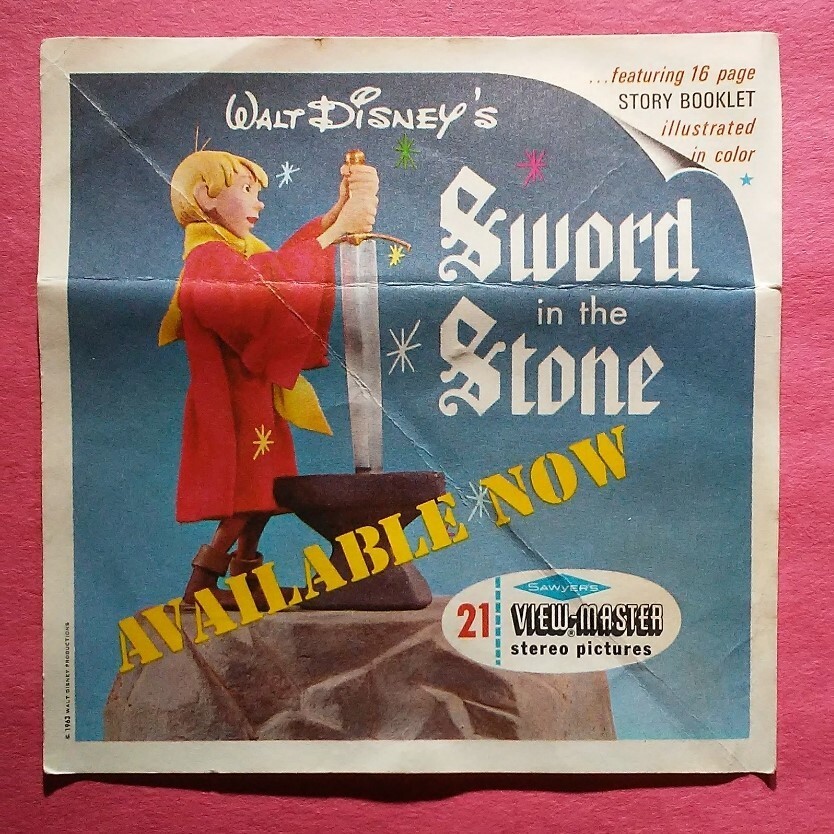 ...featuring 16 page
STORY BOOKLET
illustrated
in color
WALT DISNEY'S
Sword
in the
Stone
AVAILABLE NOW
SAWYER'S
21 VIEW-MASTER®
stereo pictures
© 1963 WALT DISNEY PRODUCTIONS